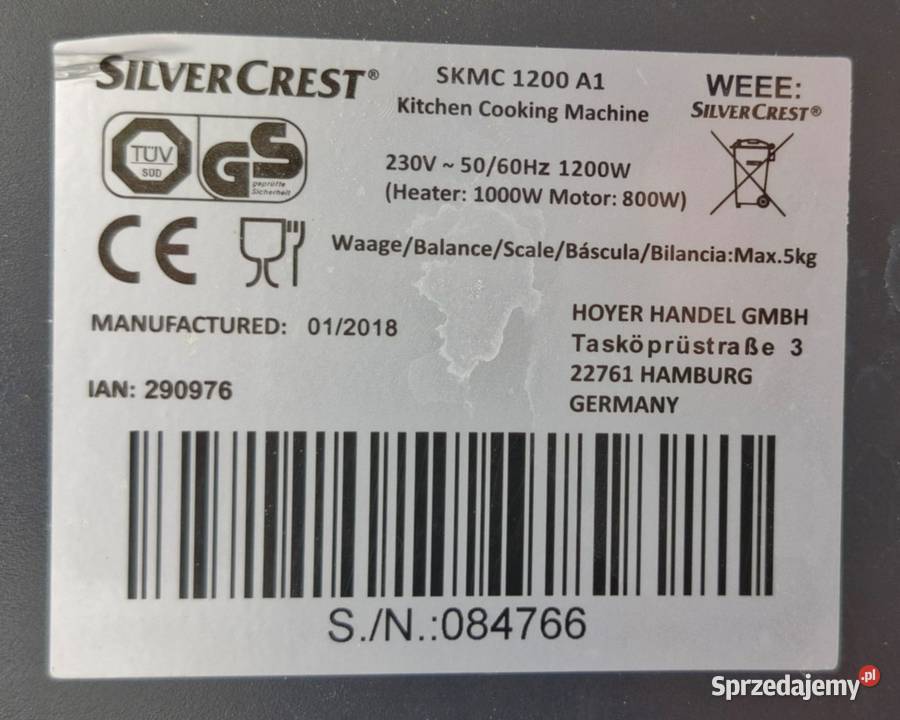 SILVERCREST®
SKMC 1200 A1
Kitchen Cooking Machine
WEEE:
SILVERCREST®
TÜV
SÜD
GS
geprüfte
Sicherheit
230V ~ 50/60Hz 1200W
(Heater: 1000W Motor: 800W)
CE
Waage/Balance/Scale/Báscula/Bilancia:Max.5kg
MANUFACTURED: 01/2018
IAN: 290976
HOYER HANDEL GMBH
Tasköprüstraße 3
22761 HAMBURG
GERMANY
S./N.:084766
Sprzedajemy.pl